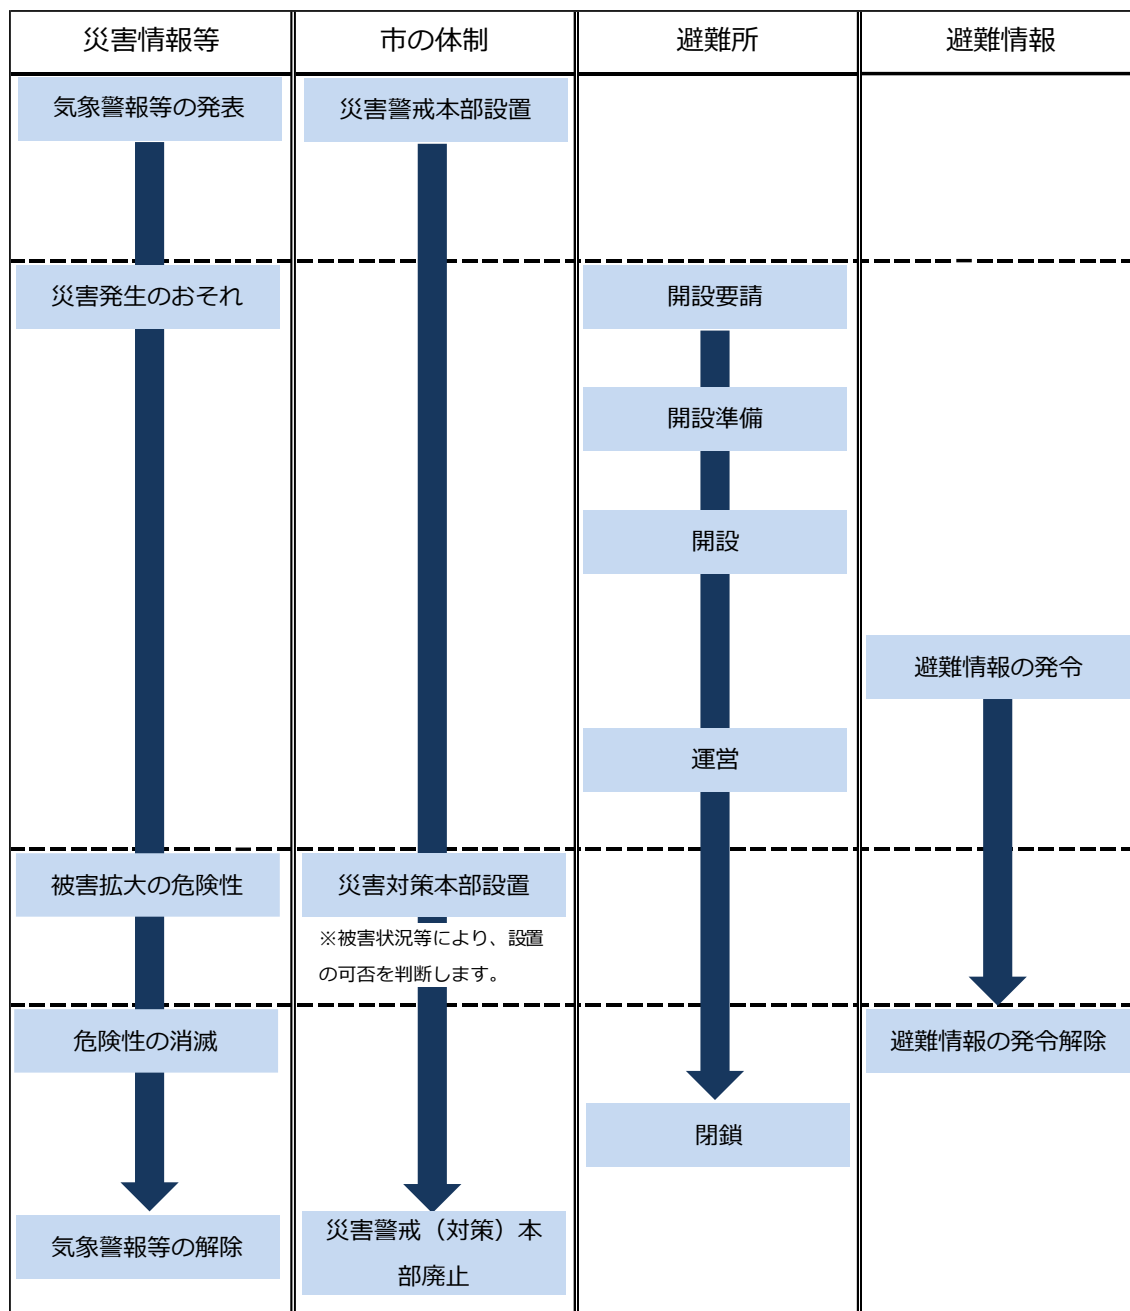 災害情報等
市の体制
避難所
避難情報
気象警報等の発表
災害警戒本部設置
災害発生のおそれ
開設要請
開設準備
開設
避難情報の発令
運営
被害拡大の危険性
災害対策本部設置
※被害状況等により、設置
の可否を判断します。
危険性の消滅
避難情報の発令解除
閉鎖
気象警報等の解除
災害警戒（対策）本
部廃止